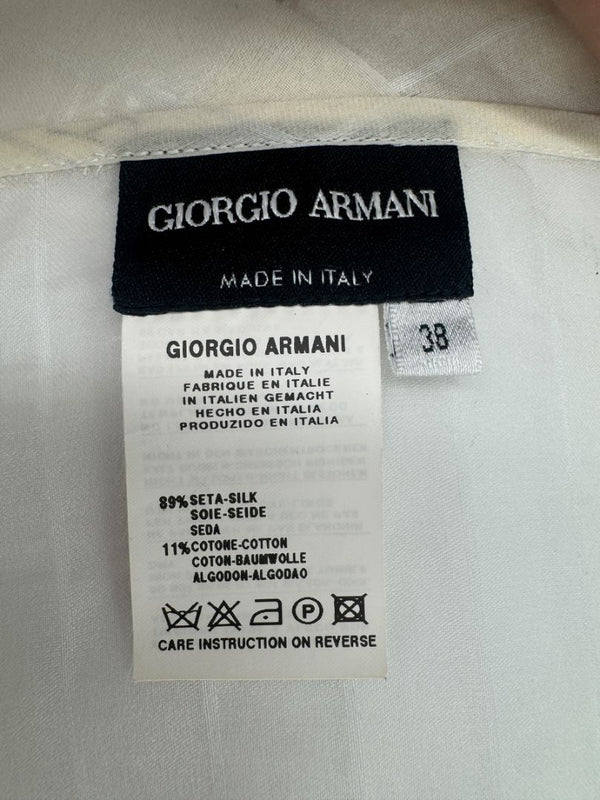 GIORGIO ARMANI
MADE IN ITALY
38
GIORGIO ARMANI
MADE IN ITALY
FABRIQUE EN ITALIE
IN ITALIEN GEMACHT
HECHO EN ITALIA
PRODUZIDO EN ITALIA
89% SETA-SILK
SOIE-SEIDE
SEDA
11% COTONE-COTTON
COTON-BAUMWOLLE
ALGODON-ALGODAO
P
CARE INSTRUCTION ON REVERSE